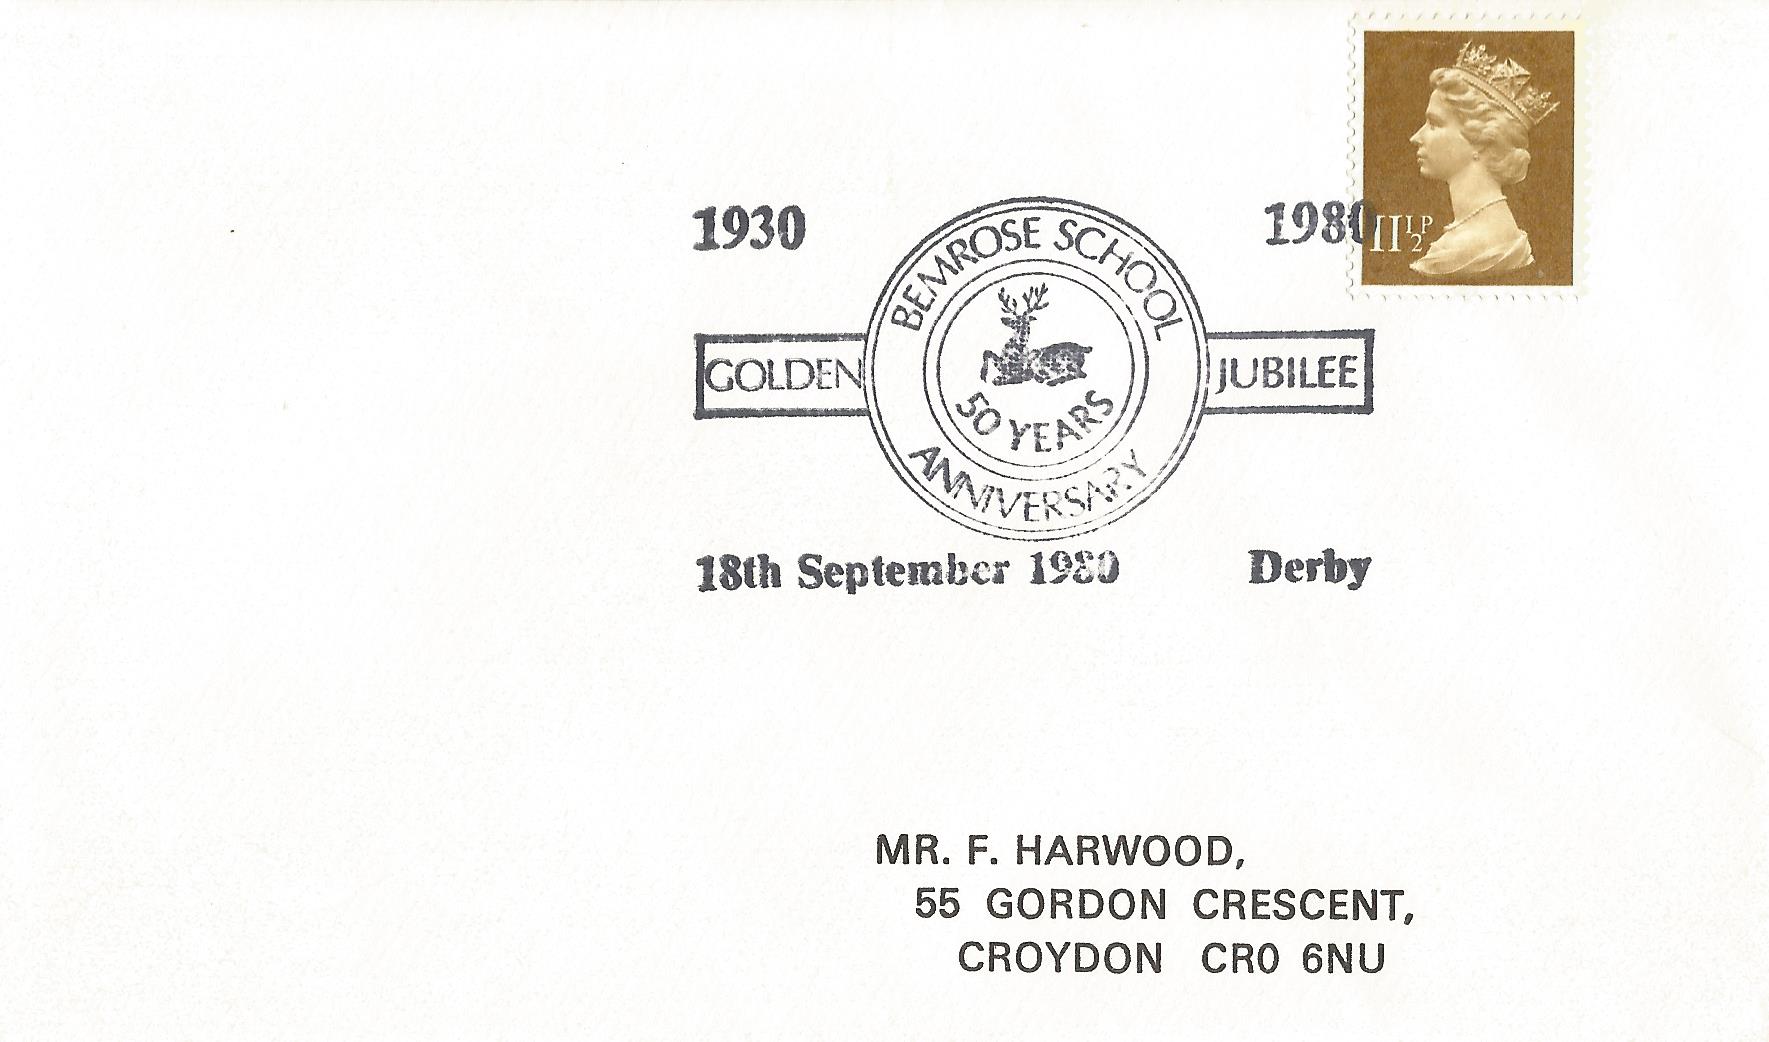 1930 1980
11½P
BEMROSE SCHOOL
GOLDEN JUBILEE
50 YEARS
ANNIVERSARY
18th September 1980 Derby
MR. F. HARWOOD,
55 GORDON CRESCENT,
CROYDON CR0 6NU